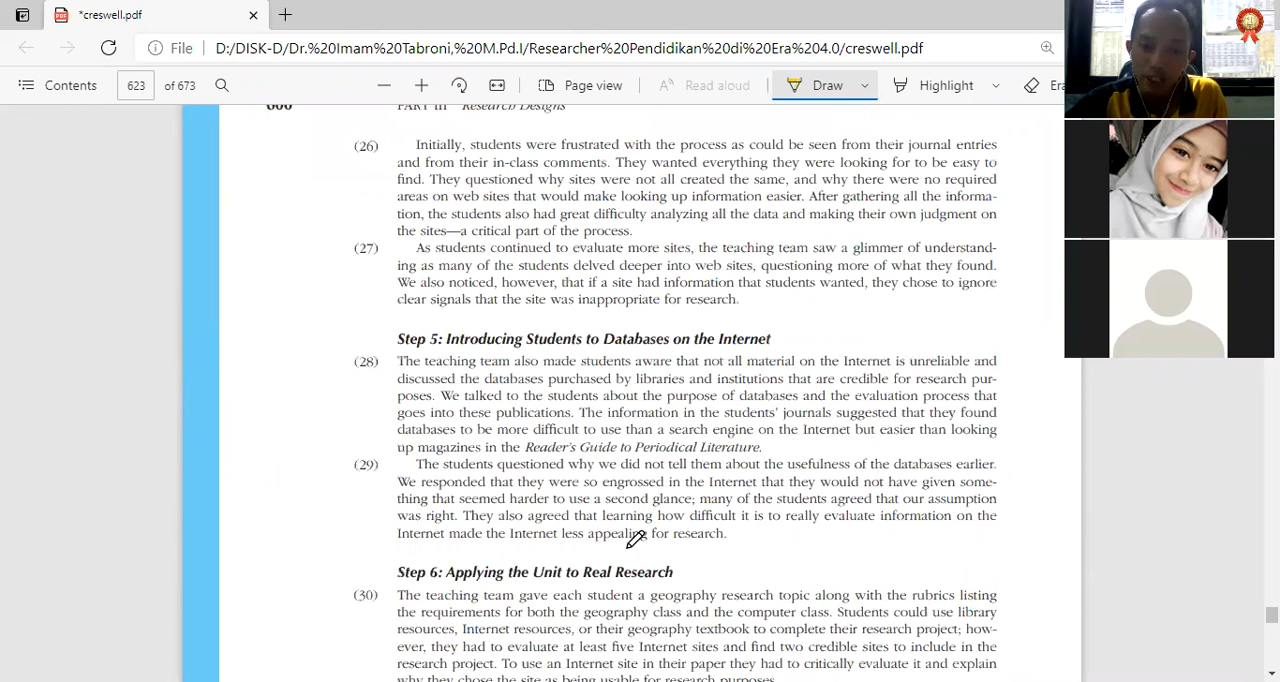 *creswell.pdf
File D:/DISK-D/Dr.%20Imam%20Tabroni,%20M.Pd.I/Researcher%20Pendidikan%20di%20Era%204.0/creswell.pdf
Contents 623 of 673 Page view Read aloud Draw Highlight
PART III Research Designs
(26) Initially, students were frustrated with the process as could be seen from their journal entries
and from their in-class comments. They wanted everything they were looking for to be easy to
find. They questioned why sites were not all created the same, and why there were no required
areas on web sites that would make looking up information easier. After gathering all the informa-
tion, the students also had great difficulty analyzing all the data and making their own judgment on
the sites—a critical part of the process.
(27) As students continued to evaluate more sites, the teaching team saw a glimmer of understand-
ing as many of the students delved deeper into web sites, questioning more of what they found.
We also noticed, however, that if a site had information that students wanted, they chose to ignore
clear signals that the site was inappropriate for research.
Step 5: Introducing Students to Databases on the Internet
(28) The teaching team also made students aware that not all material on the Internet is unreliable and
discussed the databases purchased by libraries and institutions that are credible for research pur-
poses. We talked to the students about the purpose of databases and the evaluation process that
goes into these publications. The information in the students' journals suggested that they found
databases to be more difficult to use than a search engine on the Internet but easier than looking
up magazines in the Reader's Guide to Periodical Literature.
(29) The students questioned why we did not tell them about the usefulness of the databases earlier.
We responded that they were so engrossed in the Internet that they would not have given some-
thing that seemed harder to use a second glance; many of the students agreed that our assumption
was right. They also agreed that learning how difficult it is to really evaluate information on the
Internet made the Internet less appealing for research.
Step 6: Applying the Unit to Real Research
(30) The teaching team gave each student a geography research topic along with the rubrics listing
the requirements for both the geography class and the computer class. Students could use library
resources, Internet resources, or their geography textbook to complete their research project; how-
ever, they had to evaluate at least five Internet sites and find two credible sites to include in the
research project. To use an Internet site in their paper they had to critically evaluate it and explain
why they chose the site as being usable for research purposes.